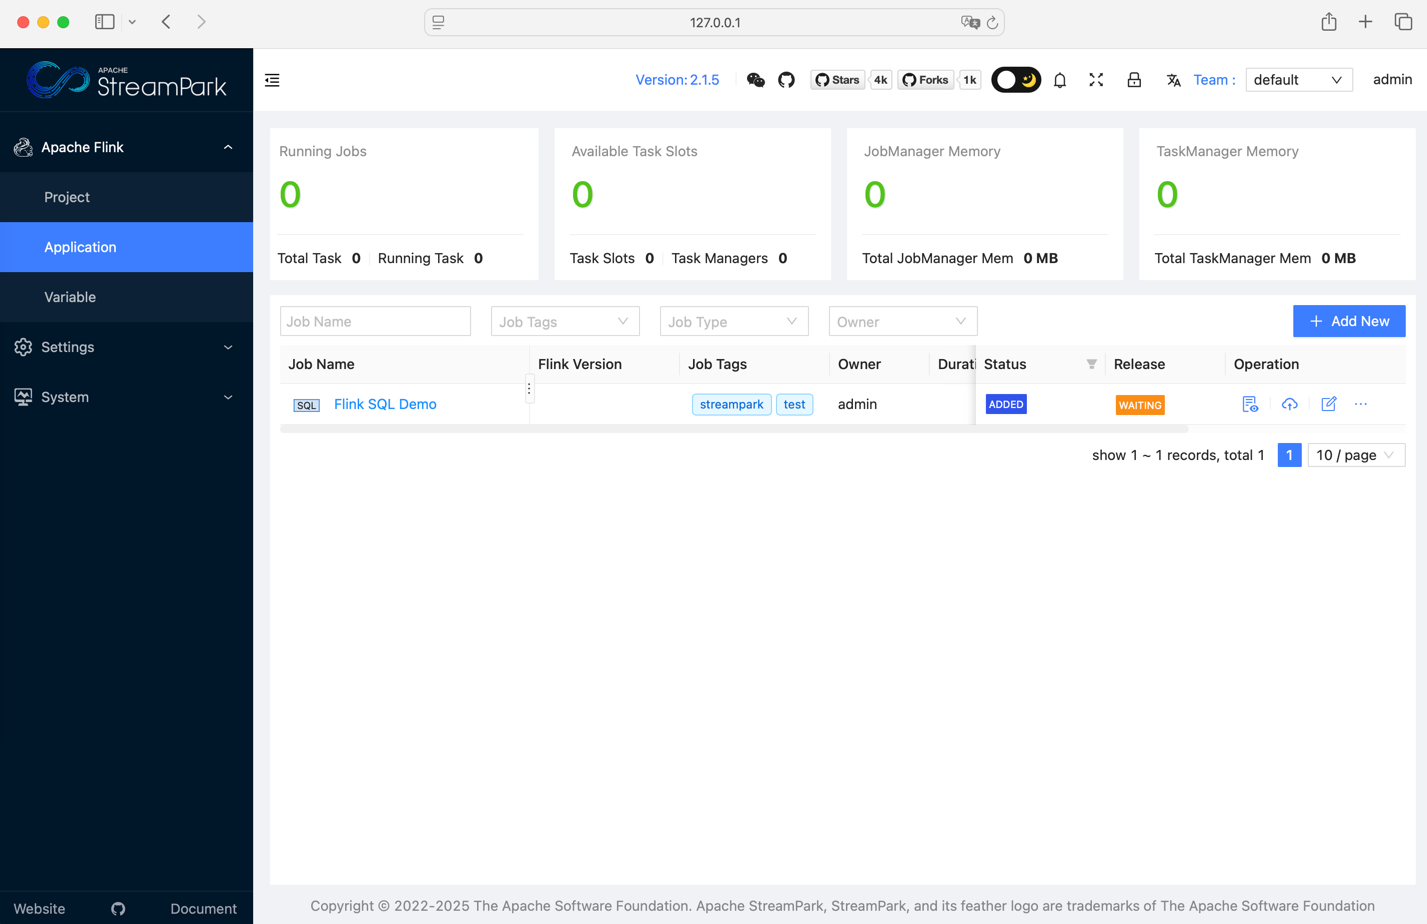 127.0.0.1
APACHE
StreamPark
Version: 2.1.5
Stars 4k Forks 1k
Team : default admin
Apache Flink
Project
Application
Variable
Settings
System
Website Document
Running Jobs
0
Total Task 0 Running Task 0
Available Task Slots
0
Task Slots 0 Task Managers 0
JobManager Memory
0
Total JobManager Mem 0 MB
TaskManager Memory
0
Total TaskManager Mem 0 MB
Job Name Job Tags Job Type Owner + Add New
Job Name Flink Version Job Tags Owner Durati Status Release Operation
SQL Flink SQL Demo streampark test admin ADDED WAITING
show 1 ~ 1 records, total 1 1 10 / page
Copyright © 2022-2025 The Apache Software Foundation. Apache StreamPark, StreamPark, and its feather logo are trademarks of The Apache Software Foundation